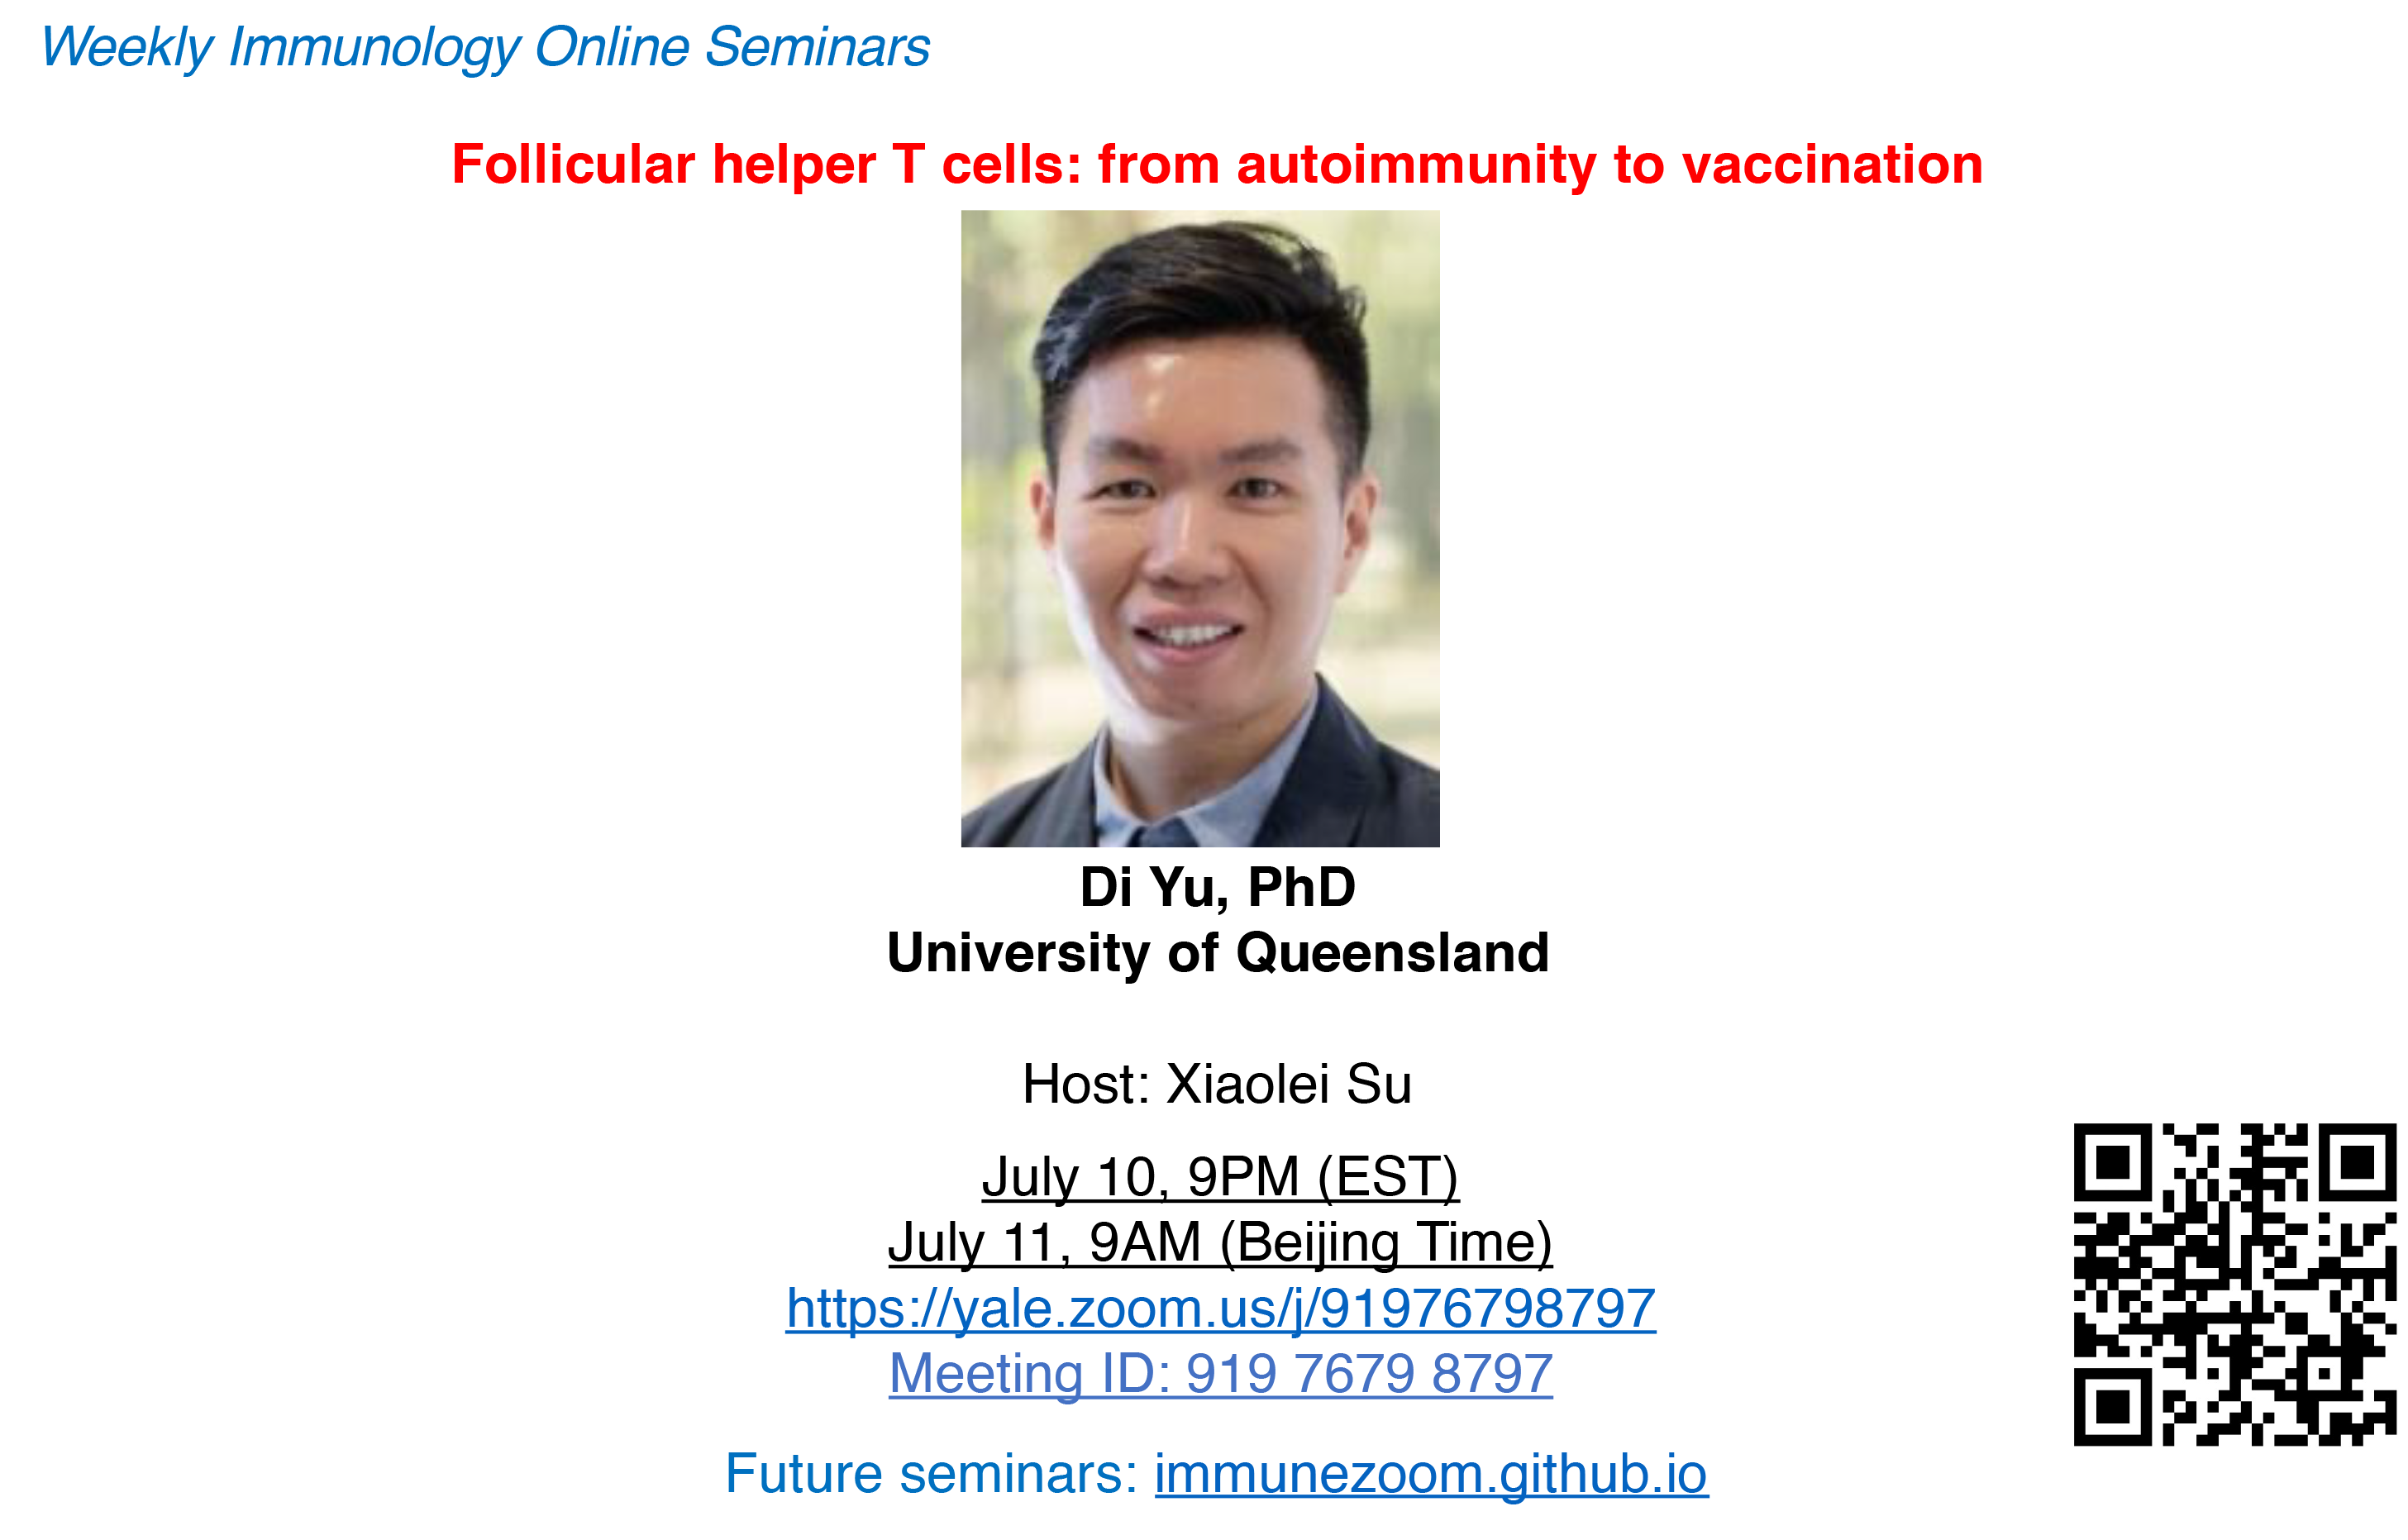 Weekly Immunology Online Seminars
Follicular helper T cells: from autoimmunity to vaccination
Di Yu, PhD
University of Queensland
Host: Xiaolei Su
July 10, 9PM (EST)
July 11, 9AM (Beijing Time)
https://yale.zoom.us/j/91976798797
Meeting ID: 919 7679 8797
Future seminars: immunezoom.github.io